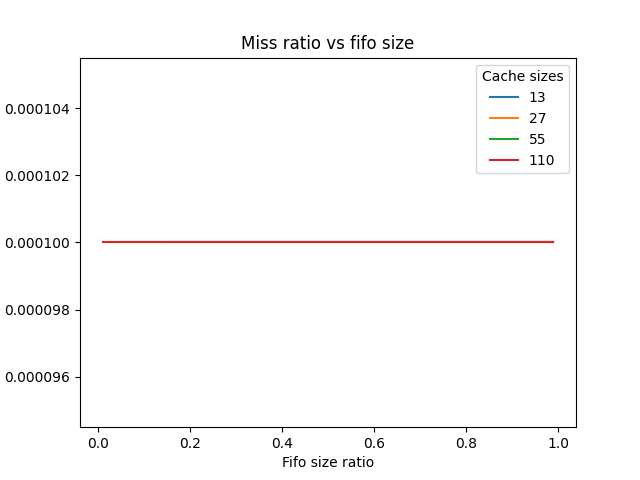 Miss ratio vs fifo size
Cache sizes
13
27
55
110
0.000104
0.000102
0.000100
0.000098
0.000096
0.0 0.2 0.4 0.6 0.8 1.0
Fifo size ratio